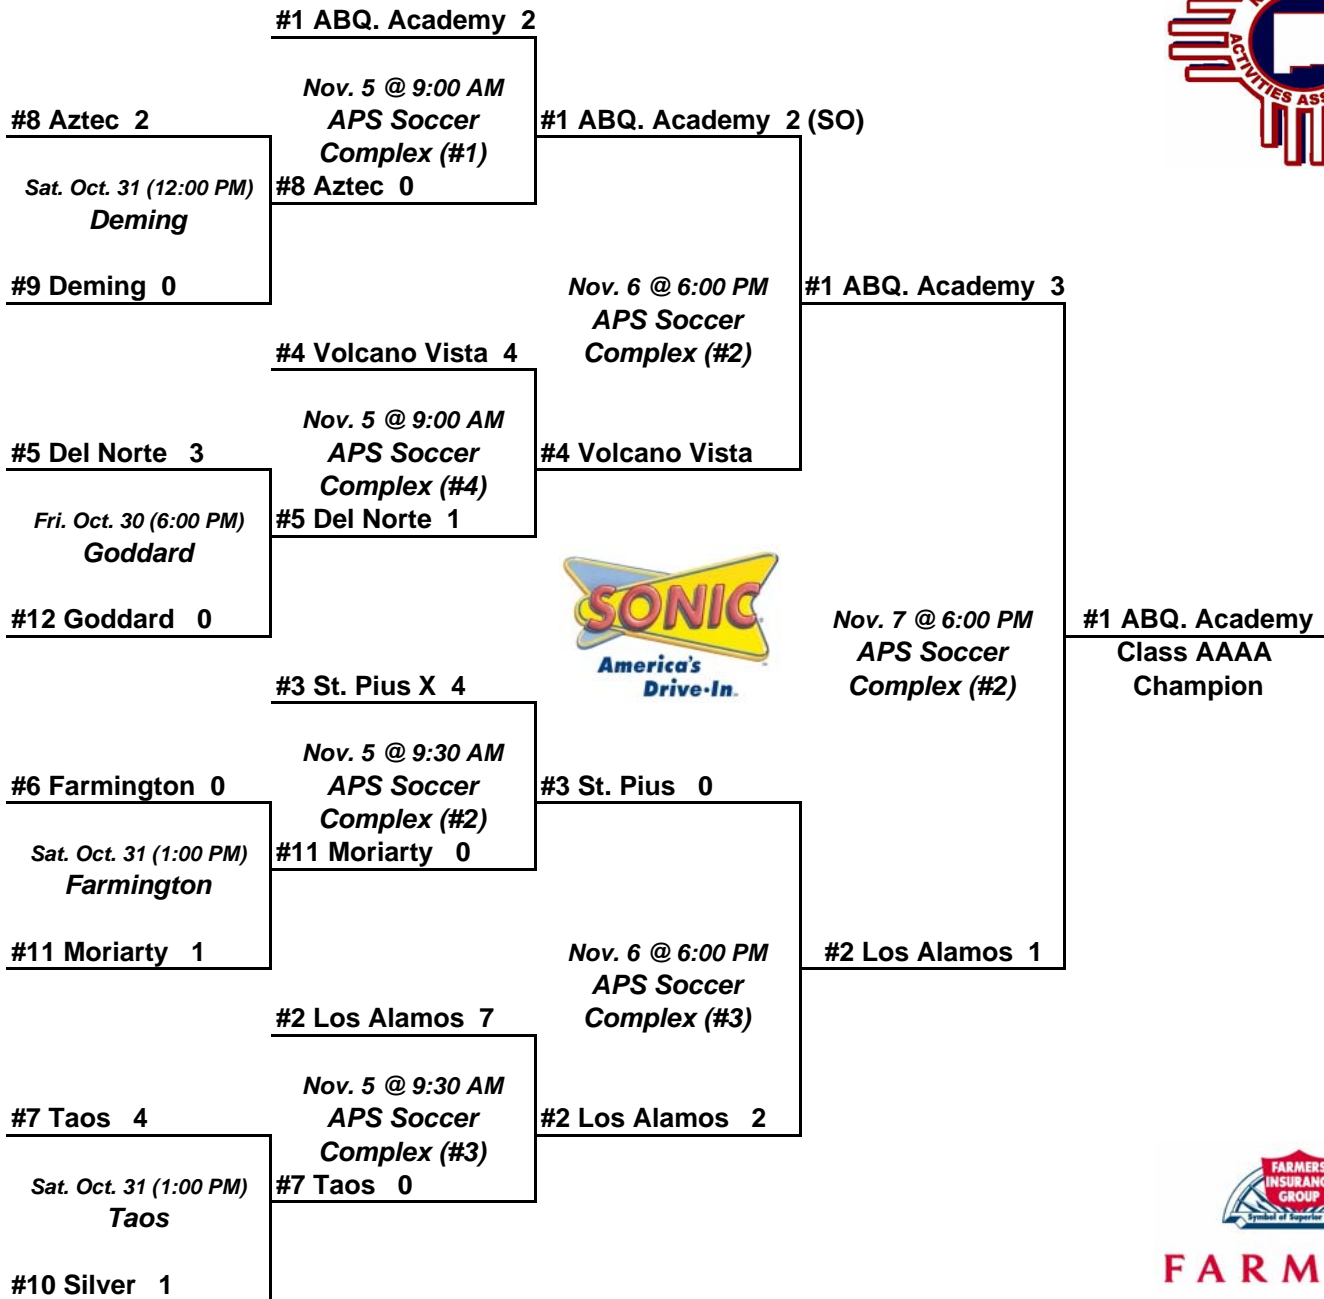 #1 ABQ. Academy 2
Nov. 5 @ 9:00 AM
#8 Aztec 2
APS Soccer
#1 ABQ. Academy 2 (SO)
Complex (#1)
Sat. Oct. 31 (12:00 PM)
#8 Aztec 0
Deming
#9 Deming 0
Nov. 6 @ 6:00 PM
#1 ABQ. Academy 3
APS Soccer
#4 Volcano Vista 4
Complex (#2)
Nov. 5 @ 9:00 AM
#5 Del Norte 3
APS Soccer
#4 Volcano Vista
Complex (#4)
Fri. Oct. 30 (6:00 PM)
#5 Del Norte 1
Goddard
SONIC
#12 Goddard 0
Nov. 7 @ 6:00 PM
#1 ABQ. Academy
America's
APS Soccer
Class AAAA
Drive-In
#3 St. Pius X 4
Complex (#2)
Champion
Nov. 5 @ 9:30 AM
#6 Farmington 0
APS Soccer
#3 St. Pius 0
Complex (#2)
Sat. Oct. 31 (1:00 PM)
#11 Moriarty 0
Farmington
#11 Moriarty 1
Nov. 6 @ 6:00 PM
#2 Los Alamos 1
APS Soccer
#2 Los Alamos 7
Complex (#3)
Nov. 5 @ 9:30 AM
#7 Taos 4
APS Soccer
#2 Los Alamos 2
Complex (#3)
Sat. Oct. 31 (1:00 PM)
#7 Taos 0
Taos
#10 Silver 1
ACTIVITIES ASS
FARMERS
INSURANC
GROUP
Symbol of Superior
FARM